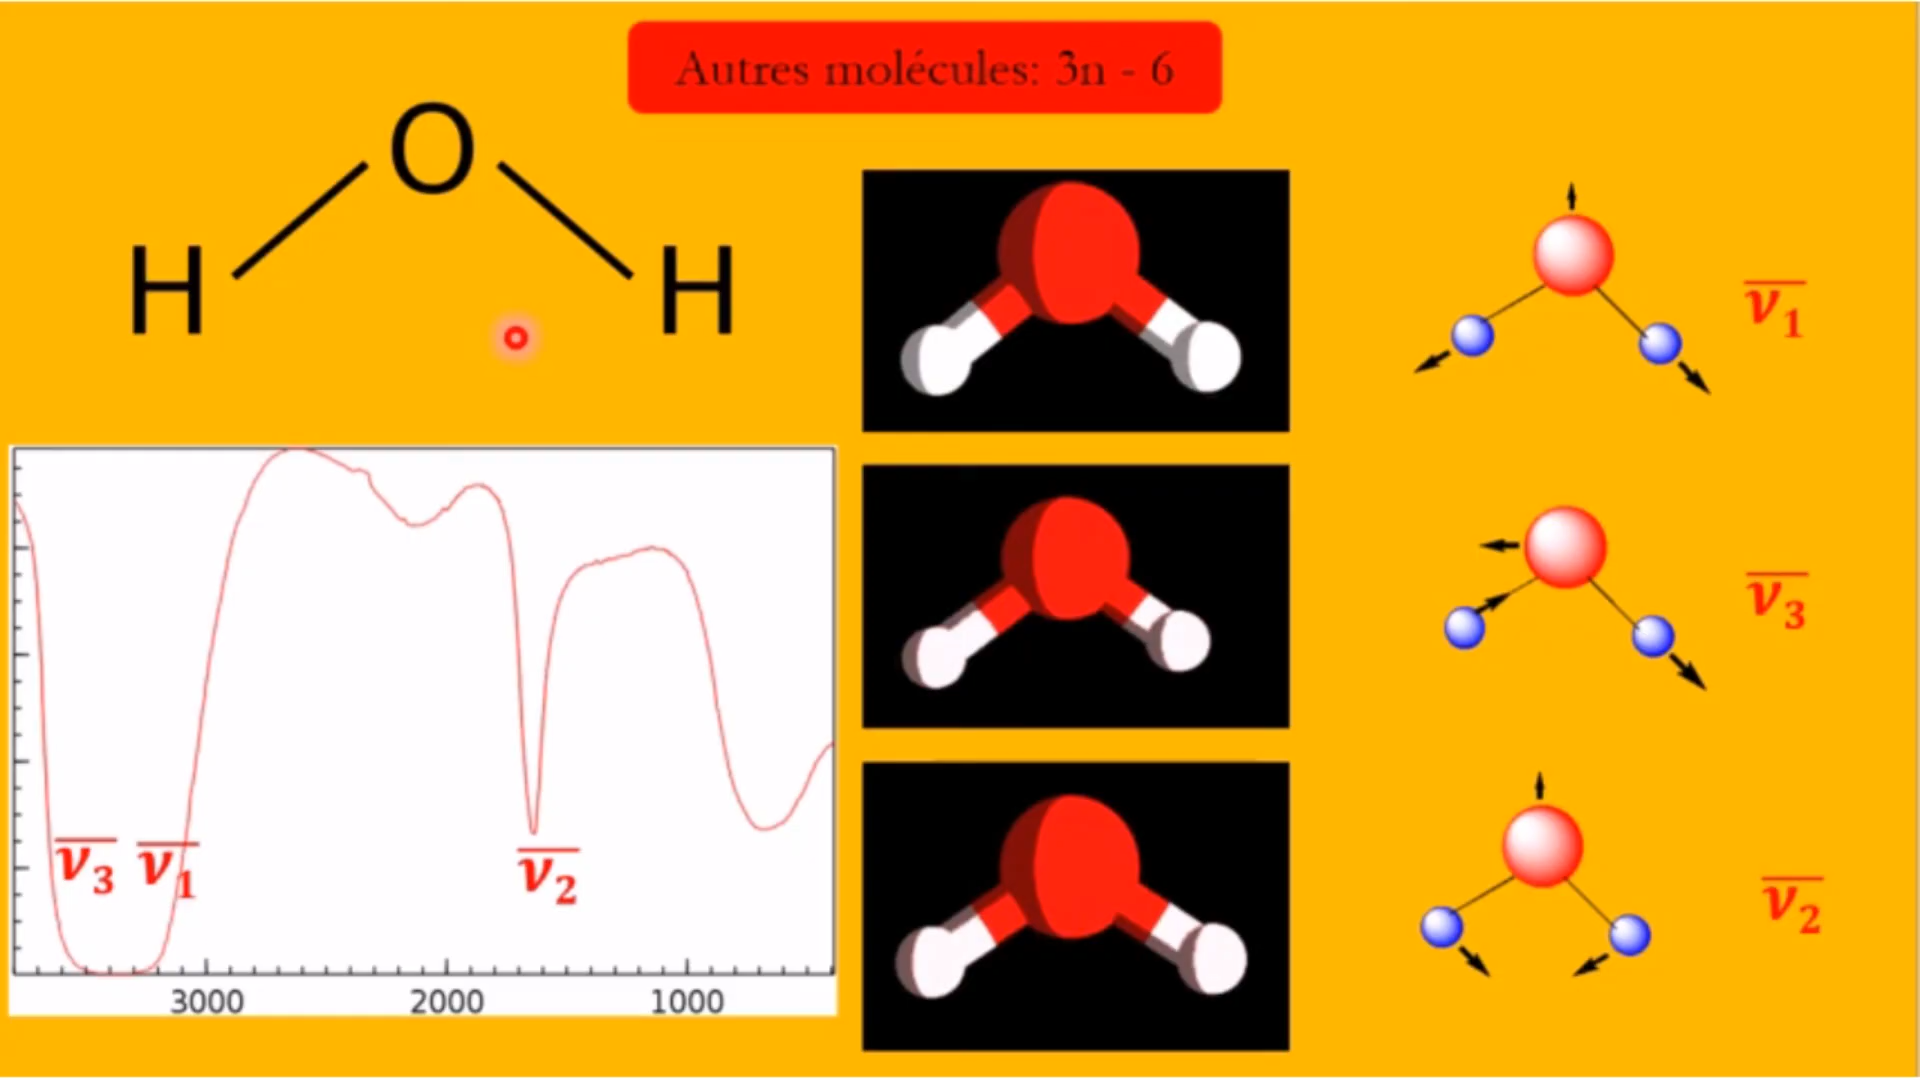 Autres molécules: 3n - 6
O
H H
ν̅₁
ν̅₃
ν̅₂
ν̅₃ ν̅₁
ν̅₂
3000 2000 1000